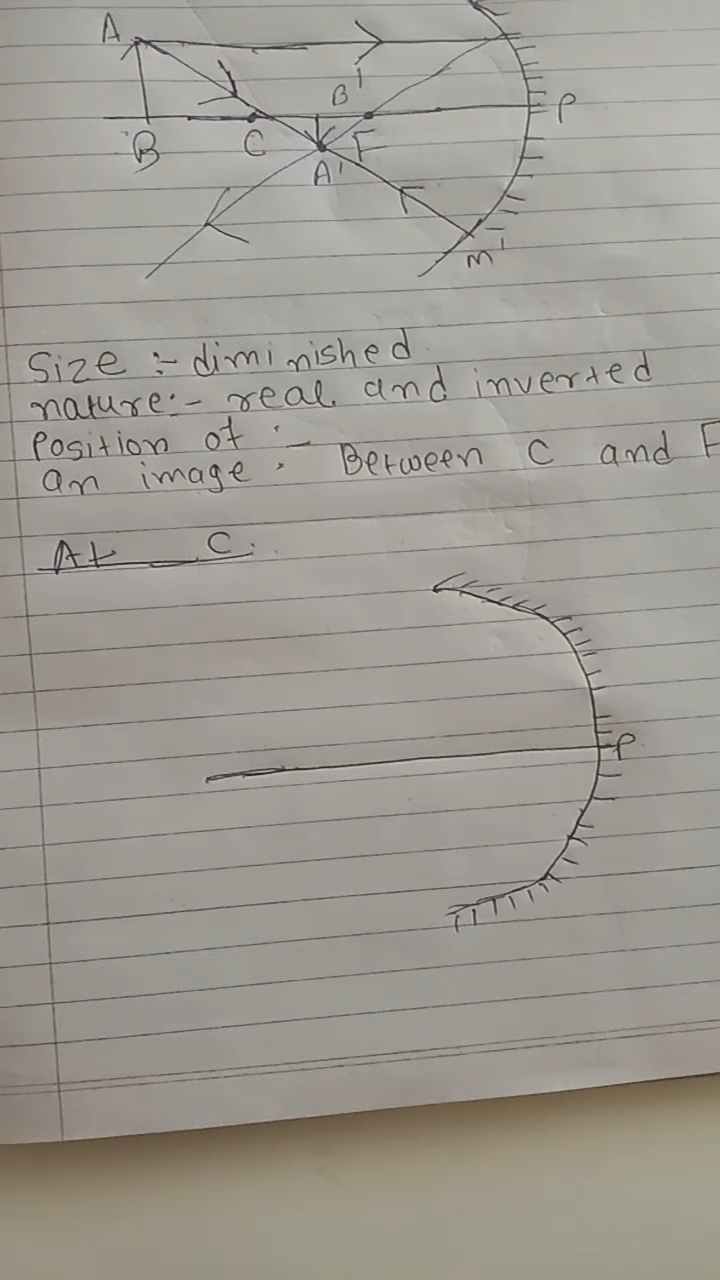 A
B'
P
B
C
F
A'
M'
Size :- diminished
nature:- real and inverted
Position of :-
an image : Between C and F
At C.
P